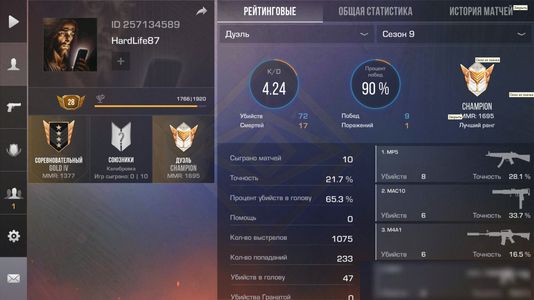 РЕЙТИНГОВЫЕ
ОБЩАЯ СТАТИСТИКА
ИСТОРИЯ МАТЧЕЙ
Закрыть
ID 257134589
HardLife87
+
28
1766|1920
СОРЕВНОВАТЕЛЬНЫЙ
GOLD IV
MMR: 1377
СОЮЗНИКИ
Калибровка
Игр сыграно: 0 | 10
ДУЭЛЬ
CHAMPION
MMR: 1695
Дуэль
Сезон 9
K/D
4.24
Убийств 72
Смертей 17
Процент побед
90 %
Побед 9
Поражений 1
CHAMPION
MMR: 1695
Лучший ранг
Закрыть
Сыграно матчей 10
Точность 21.7 %
Процент убийств в голову 65.3 %
Помощь 0
Кол-во выстрелов 1075
Кол-во попаданий 233
Убийств в голову 47
Убийств Гранатой 0
1. MP5
Убийств 8 Точность 28.1 %
2. MAC10
Убийств 6 Точность 33.7 %
3. M4A1
Убийств 6 Точность 16.5 %
1